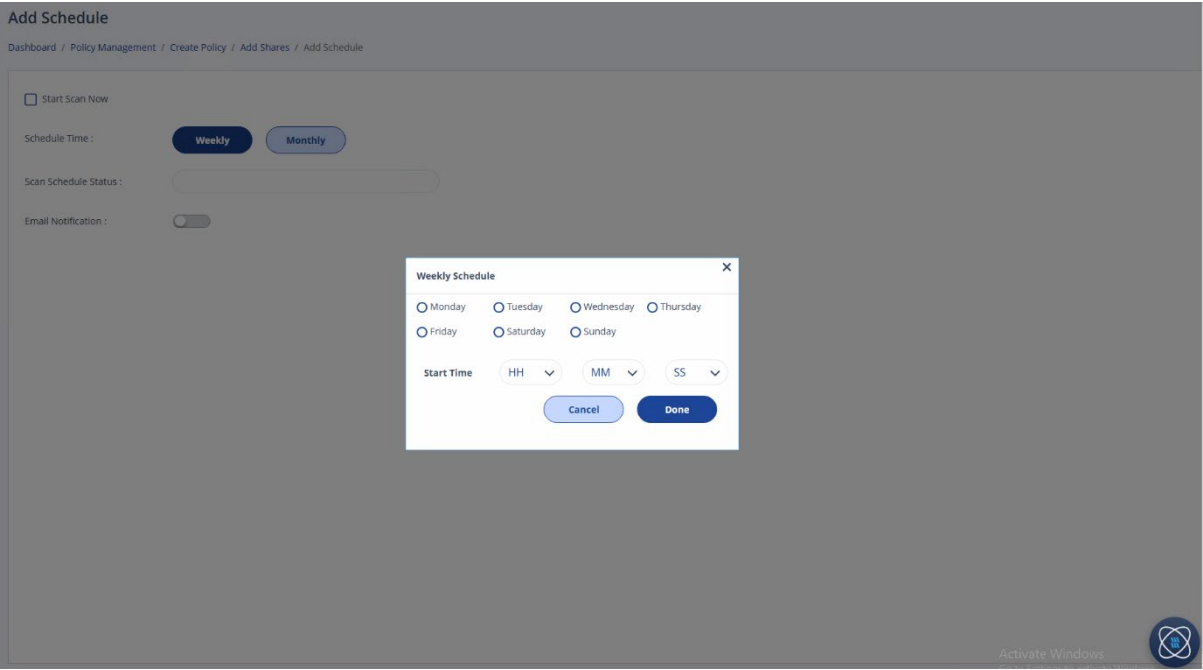 Add Schedule
Dashboard / Policy Management / Create Policy / Add Shares / Add Schedule
Start Scan Now
Schedule Time : Weekly Monthly
Scan Schedule Status :
Email Notification :
Weekly Schedule
Monday Tuesday Wednesday Thursday
Friday Saturday Sunday
Start Time HH MM SS
Cancel Done
Activate Windows